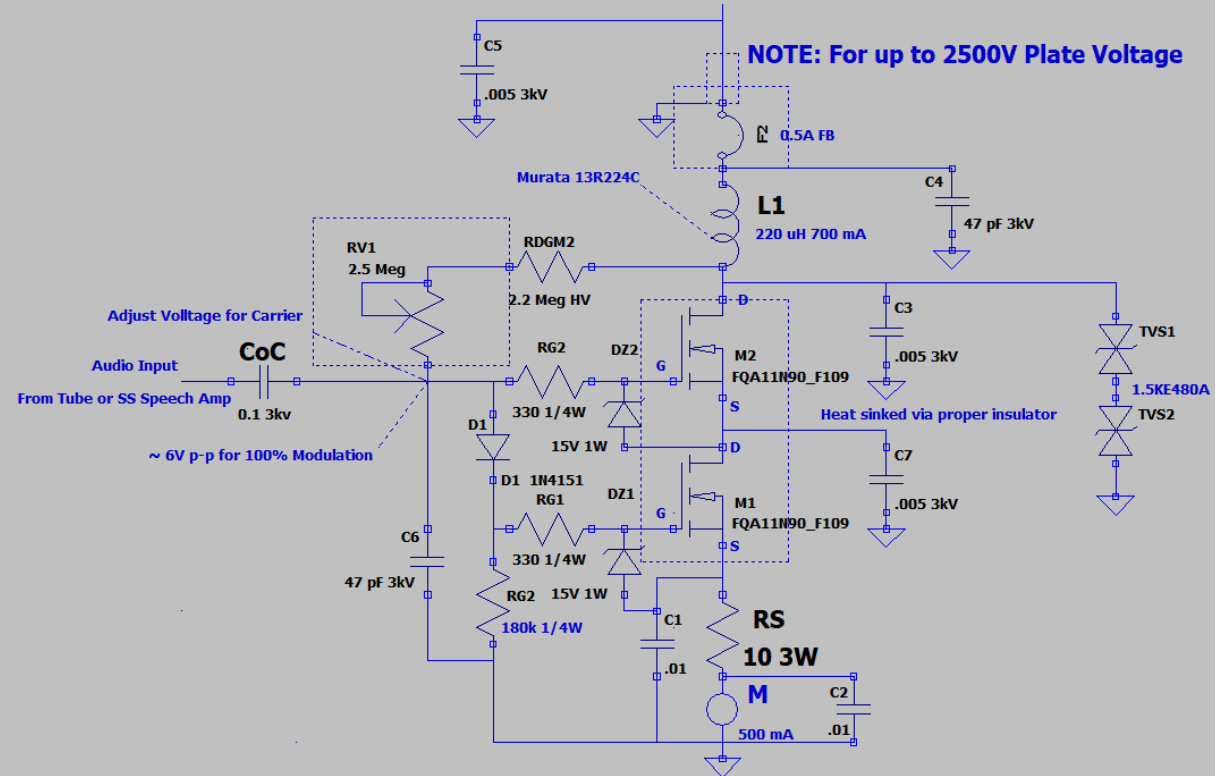 C5
NOTE: For up to 2500V Plate Voltage
.005 3kV
F2
0.5A FB
Murata 13R224C
C4
L1
47 pF 3kV
220 uH 700 mA
RV1
RDGM2
2.5 Meg
2.2 Meg HV
D
C3
Adjust Volltage for Carrier
TVS1
CoC
RG2
DZ2
M2
.005 3kV
Audio Input
G
FQA11N90_F109
1.5KE480A
From Tube or SS Speech Amp
0.1 3kv
330 1/4W
S
Heat sinked via proper insulator
TVS2
D1
15V 1W
D
~ 6V p-p for 100% Modulation
C7
D1 1N4151
RG1
DZ1
M1
.005 3kV
G
FQA11N90_F109
C6
S
330 1/4W
47 pF 3kV
RG2
15V 1W
C1
RS
180k 1/4W
10 3W
.01
M
C2
500 mA
.01